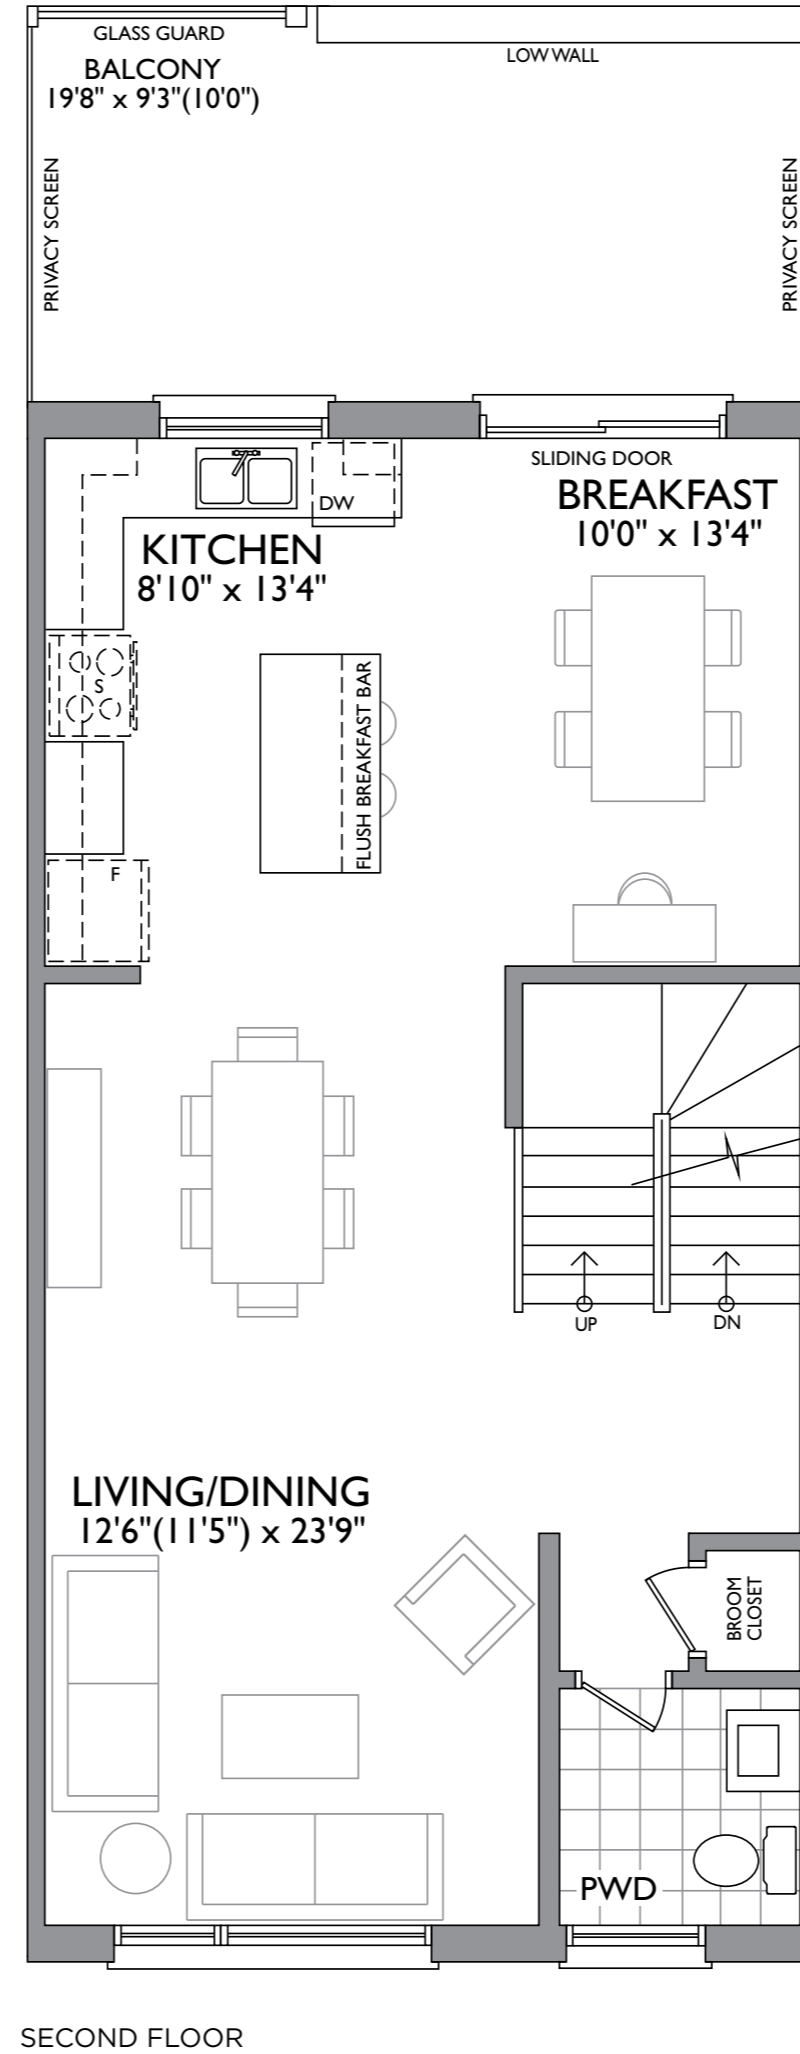 GLASS GUARD
LOW WALL
BALCONY
19'8" x 9'3"(10'0")
PRIVACY SCREEN
PRIVACY SCREEN
SLIDING DOOR
BREAKFAST
10'0" x 13'4"
DW
KITCHEN
8'10" x 13'4"
S
FLUSH BREAKFAST BAR
F
UP
DN
LIVING/DINING
12'6"(11'5") x 23'9"
BROOM
CLOSET
PWD
SECOND FLOOR